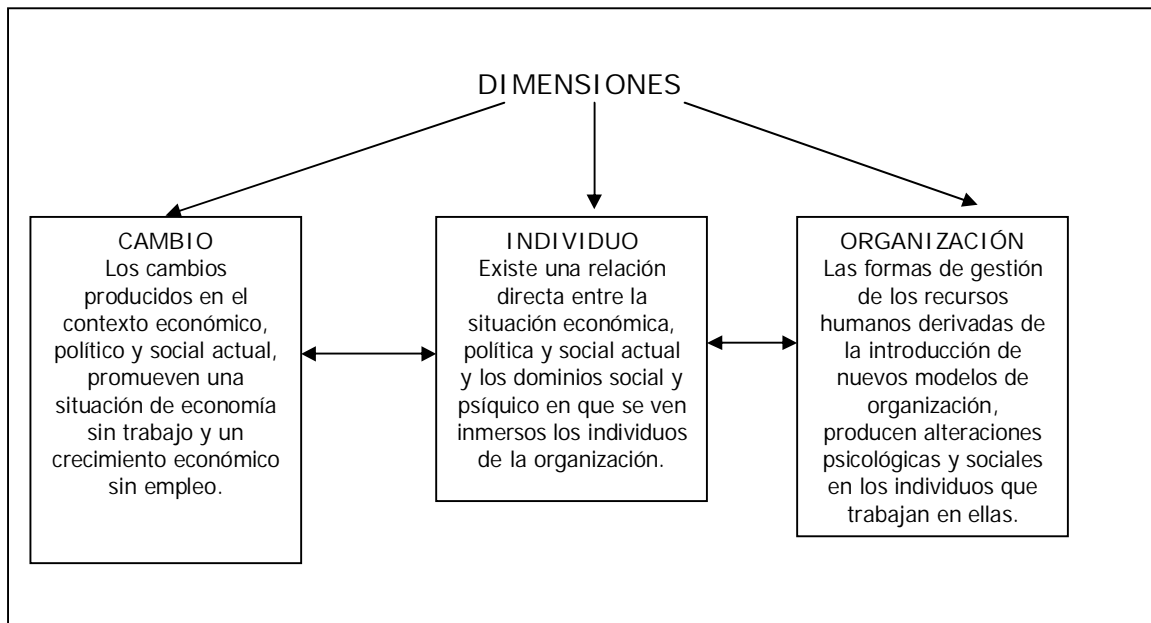 DIMENSIONES
CAMBIO
Los cambios
producidos en el
contexto económico,
político y social actual,
promueven una
situación de economía
sin trabajo y un
crecimiento económico
sin empleo.
INDIVIDUO
Existe una relación
directa entre la
situación económica,
política y social actual
y los dominios social y
psíquico en que se ven
inmersos los individuos
de la organización.
ORGANIZACIÓN
Las formas de gestión
de los recursos
humanos derivadas de
la introducción de
nuevos modelos de
organización,
producen alteraciones
psicológicas y sociales
en los individuos que
trabajan en ellas.